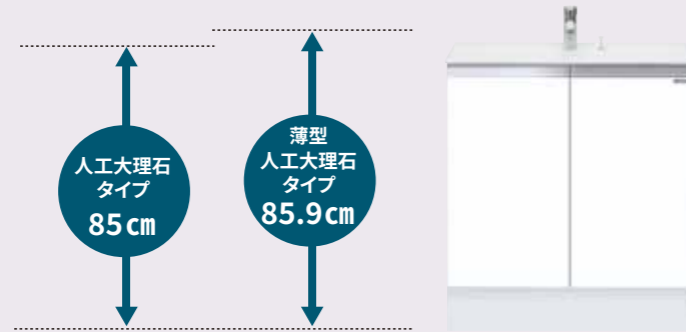 人工大理石
タイプ
85cm
薄型
人工大理石
タイプ
85.9cm